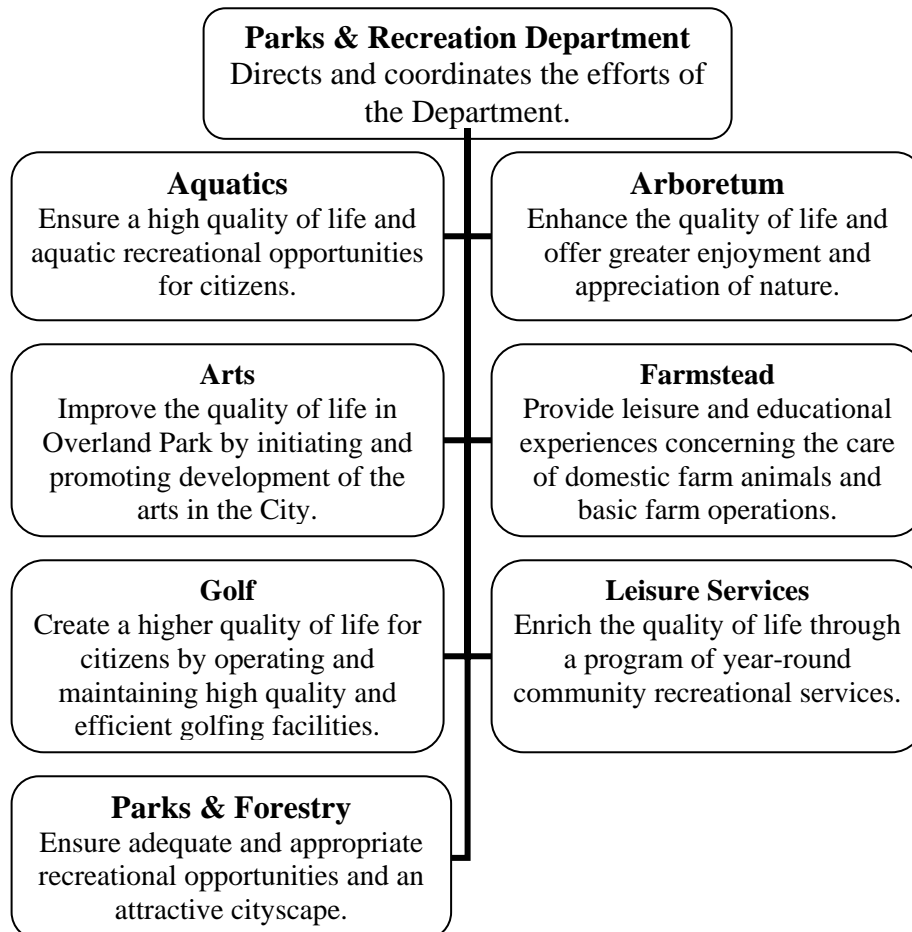 Parks & Recreation Department
Directs and coordinates the efforts of
the Department.
Aquatics
Ensure a high quality of life and
aquatic recreational opportunities
for citizens.
Arboretum
Enhance the quality of life and
offer greater enjoyment and
appreciation of nature.
Arts
Improve the quality of life in
Overland Park by initiating and
promoting development of the
arts in the City.
Farmstead
Provide leisure and educational
experiences concerning the care
of domestic farm animals and
basic farm operations.
Golf
Create a higher quality of life for
citizens by operating and
maintaining high quality and
efficient golfing facilities.
Leisure Services
Enrich the quality of life through
a program of year-round
community recreational services.
Parks & Forestry
Ensure adequate and appropriate
recreational opportunities and an
attractive cityscape.